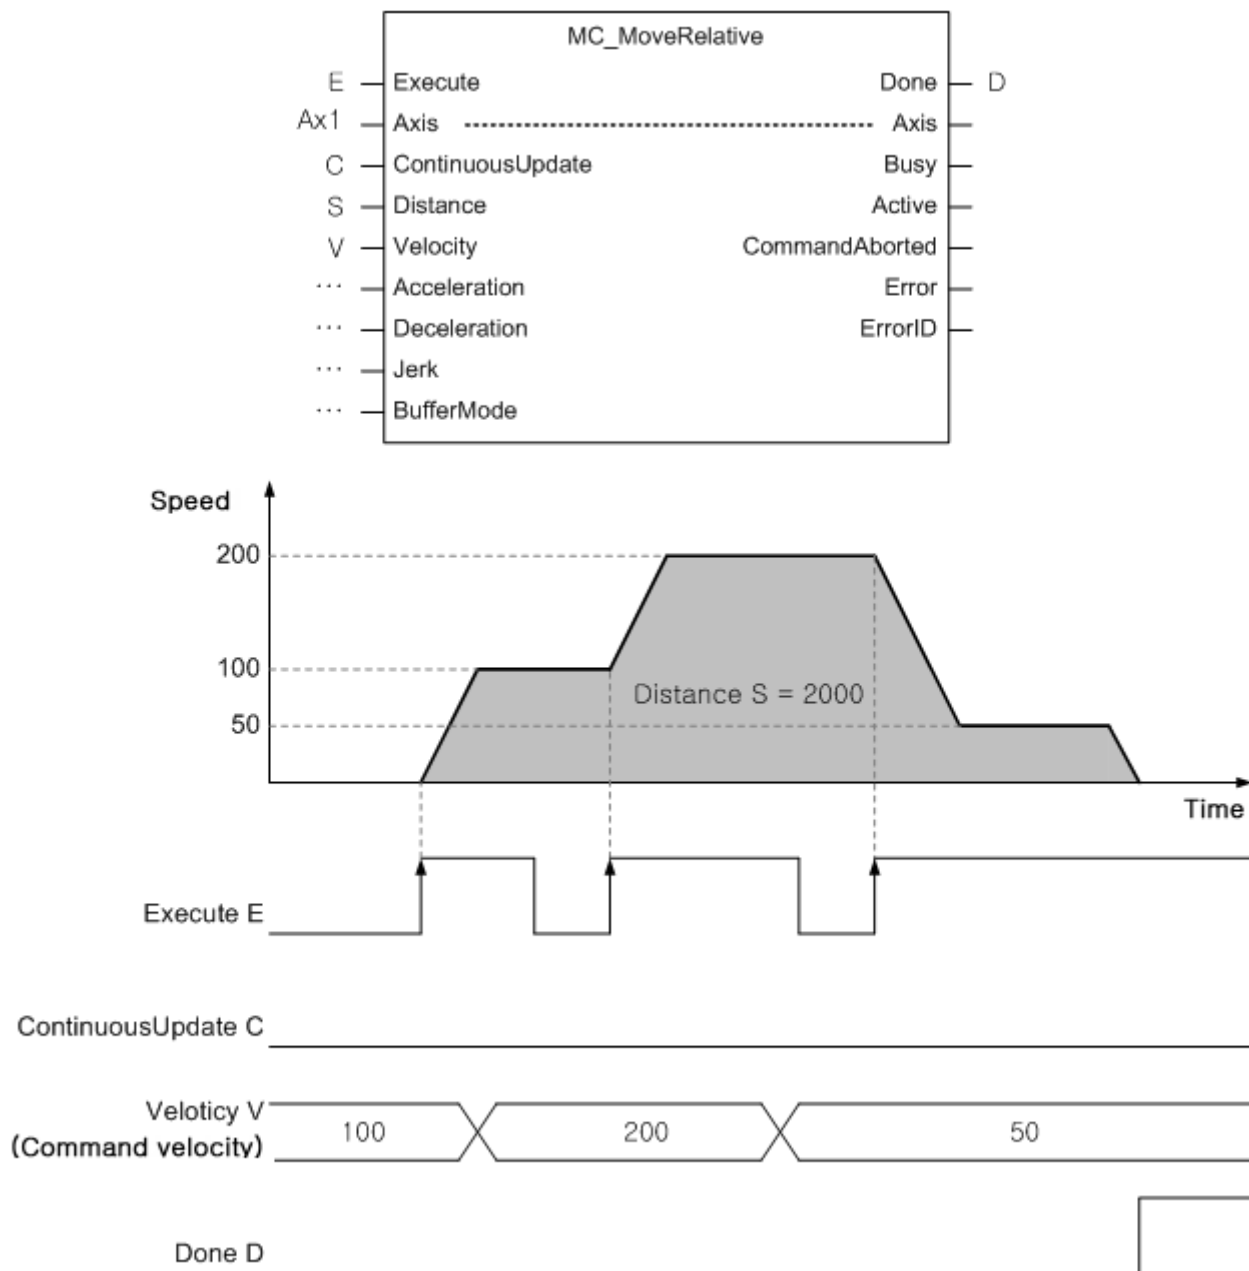 MC_MoveRelative
E Execute Done D
Ax1 Axis Axis
C ContinuousUpdate Busy
S Distance Active
V Velocity CommandAborted
... Acceleration Error
... Deceleration ErrorID
... Jerk
... BufferMode
Speed
200
100
Distance S = 2000
50
Time
Execute E
ContinuousUpdate C
Veloticy V
100 200 50
(Command velocity)
Done D